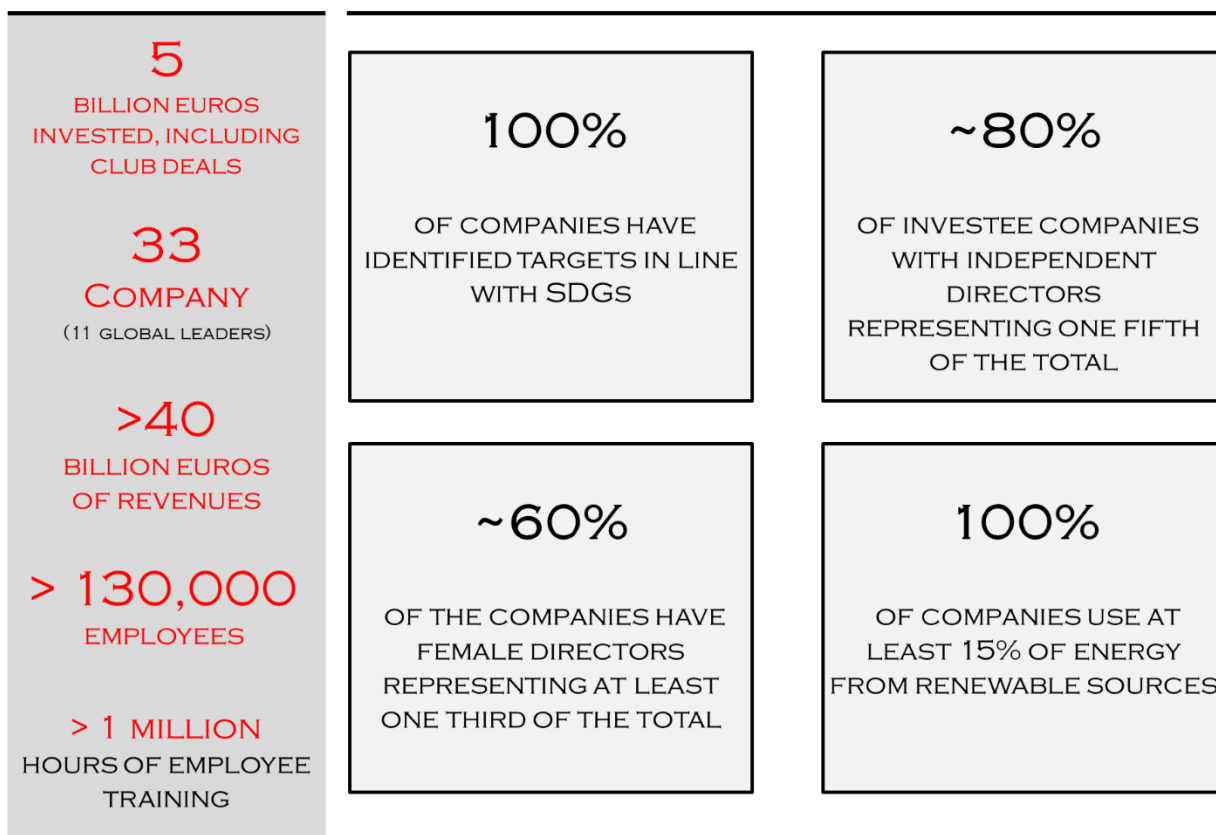 5
BILLION EUROS
INVESTED, INCLUDING
CLUB DEALS
33
COMPANY
(11 GLOBAL LEADERS)
>40
BILLION EUROS
OF REVENUES
> 130,000
EMPLOYEES
> 1 MILLION
HOURS OF EMPLOYEE
TRAINING
100%
OF COMPANIES HAVE
IDENTIFIED TARGETS IN LINE
WITH SDGS
~80%
OF INVESTEE COMPANIES
WITH INDEPENDENT
DIRECTORS
REPRESENTING ONE FIFTH
OF THE TOTAL
~60%
OF THE COMPANIES HAVE
FEMALE DIRECTORS
REPRESENTING AT LEAST
ONE THIRD OF THE TOTAL
100%
OF COMPANIES USE AT
LEAST 15% OF ENERGY
FROM RENEWABLE SOURCES